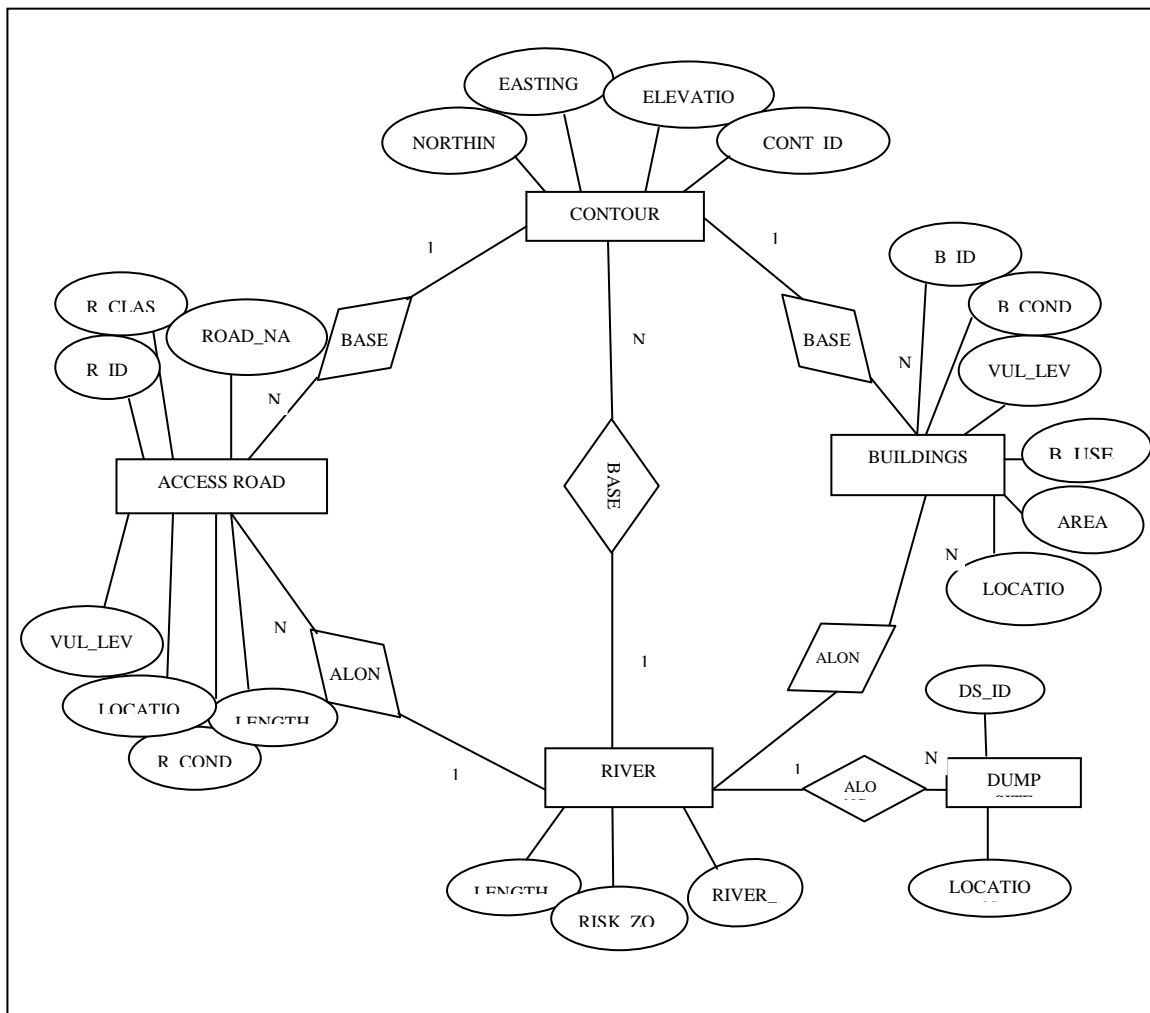 EASTING
ELEVATIO
NORTHIN
CONT_ID
CONTOUR
1
1
B_ID
R_CLAS
B_COND
ROAD_NA
BASE
N
BASE
R_ID
N
VUL_LEV
N
BUILDINGS
B_USE
ACCESS ROAD
BASE
AREA
N
LOCATIO
N
VUL_LEV
1
ALON
ALON
DS_ID
LOCATIO
LENGTH
R_COND
1
RIVER
1
N
ALO
DUMP
LENGTH
RISK_ZO
RIVER_
LOCATIO